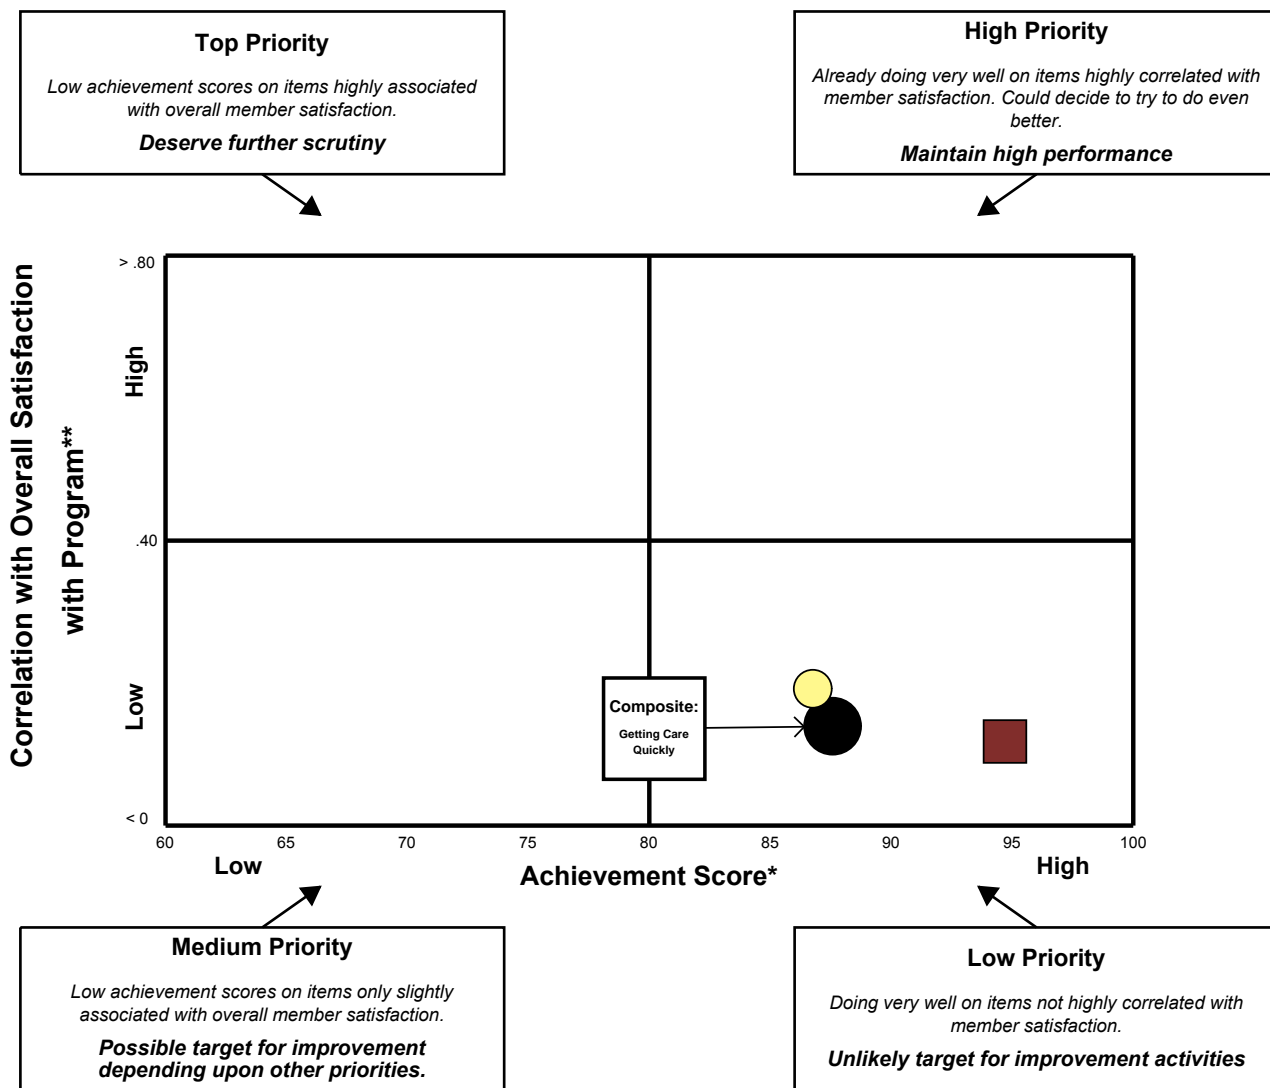 Top Priority
Low achievement scores on items highly associated
with overall member satisfaction.
Deserve further scrutiny
High Priority
Already doing very well on items highly correlated with
member satisfaction. Could decide to try to do even
better.
Maintain high performance
Correlation with Overall Satisfaction
with Program**
> .80
High
.40
Low
< 0
Composite:
Getting Care
Quickly
60 65 70 75 80 85 90 95 100
Low
Achievement Score*
High
Medium Priority
Low achievement scores on items only slightly
associated with overall member satisfaction.
Possible target for improvement
depending upon other priorities.
Low Priority
Doing very well on items not highly correlated with
member satisfaction.
Unlikely target for improvement activities